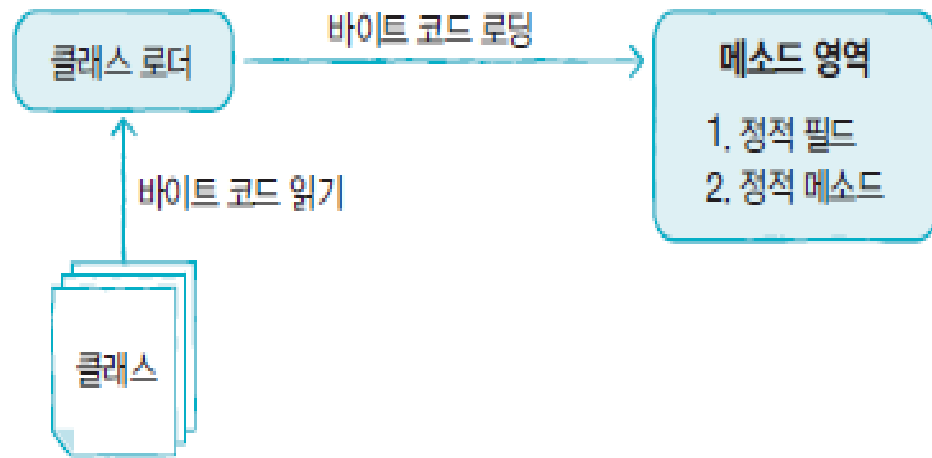 클래스 로더
바이트 코드 로딩
메소드 영역
1. 정적 필드
2. 정적 메소드
바이트 코드 읽기
클래스